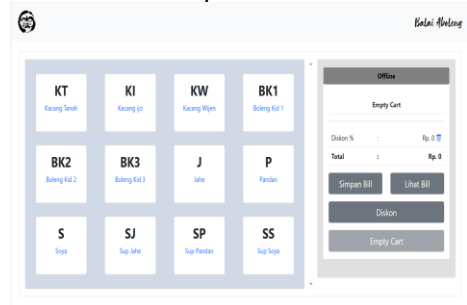 Balai Aboleng
KT KI KW BK1
Kacang Tanah Kacang Ijo Kacang Wijen Boleng Kid 1
BK2 BK3 J P
Boleng Kid 2 Boleng Kid 3 Jahe Pandan
S SJ SP SS
Soya Sup Jahe Sup Pandan Sup Soya
Offline
Empty Cart
Diskon % : Rp. 0
Total : Rp. 0
Simpan Bill Lihat Bill
Diskon
Empty Cart